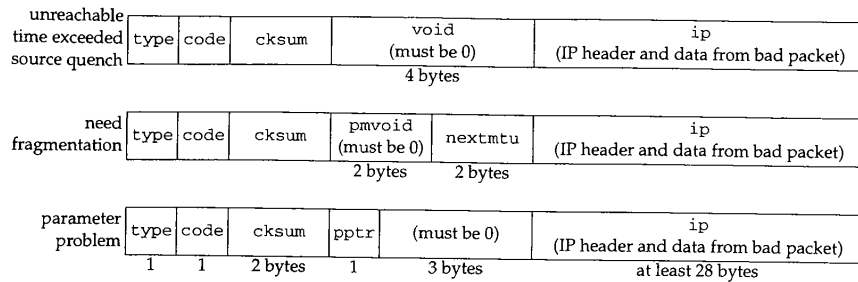 unreachable
time exceeded
source quench
type code cksum void ip
(must be 0) (IP header and data from bad packet)
4 bytes
need
fragmentation
type code cksum pmvoid nextmtu ip
(must be 0) (IP header and data from bad packet)
2 bytes 2 bytes
parameter
problem
type code cksum pptr (must be 0) ip
(IP header and data from bad packet)
1 1 2 bytes 1 3 bytes at least 28 bytes